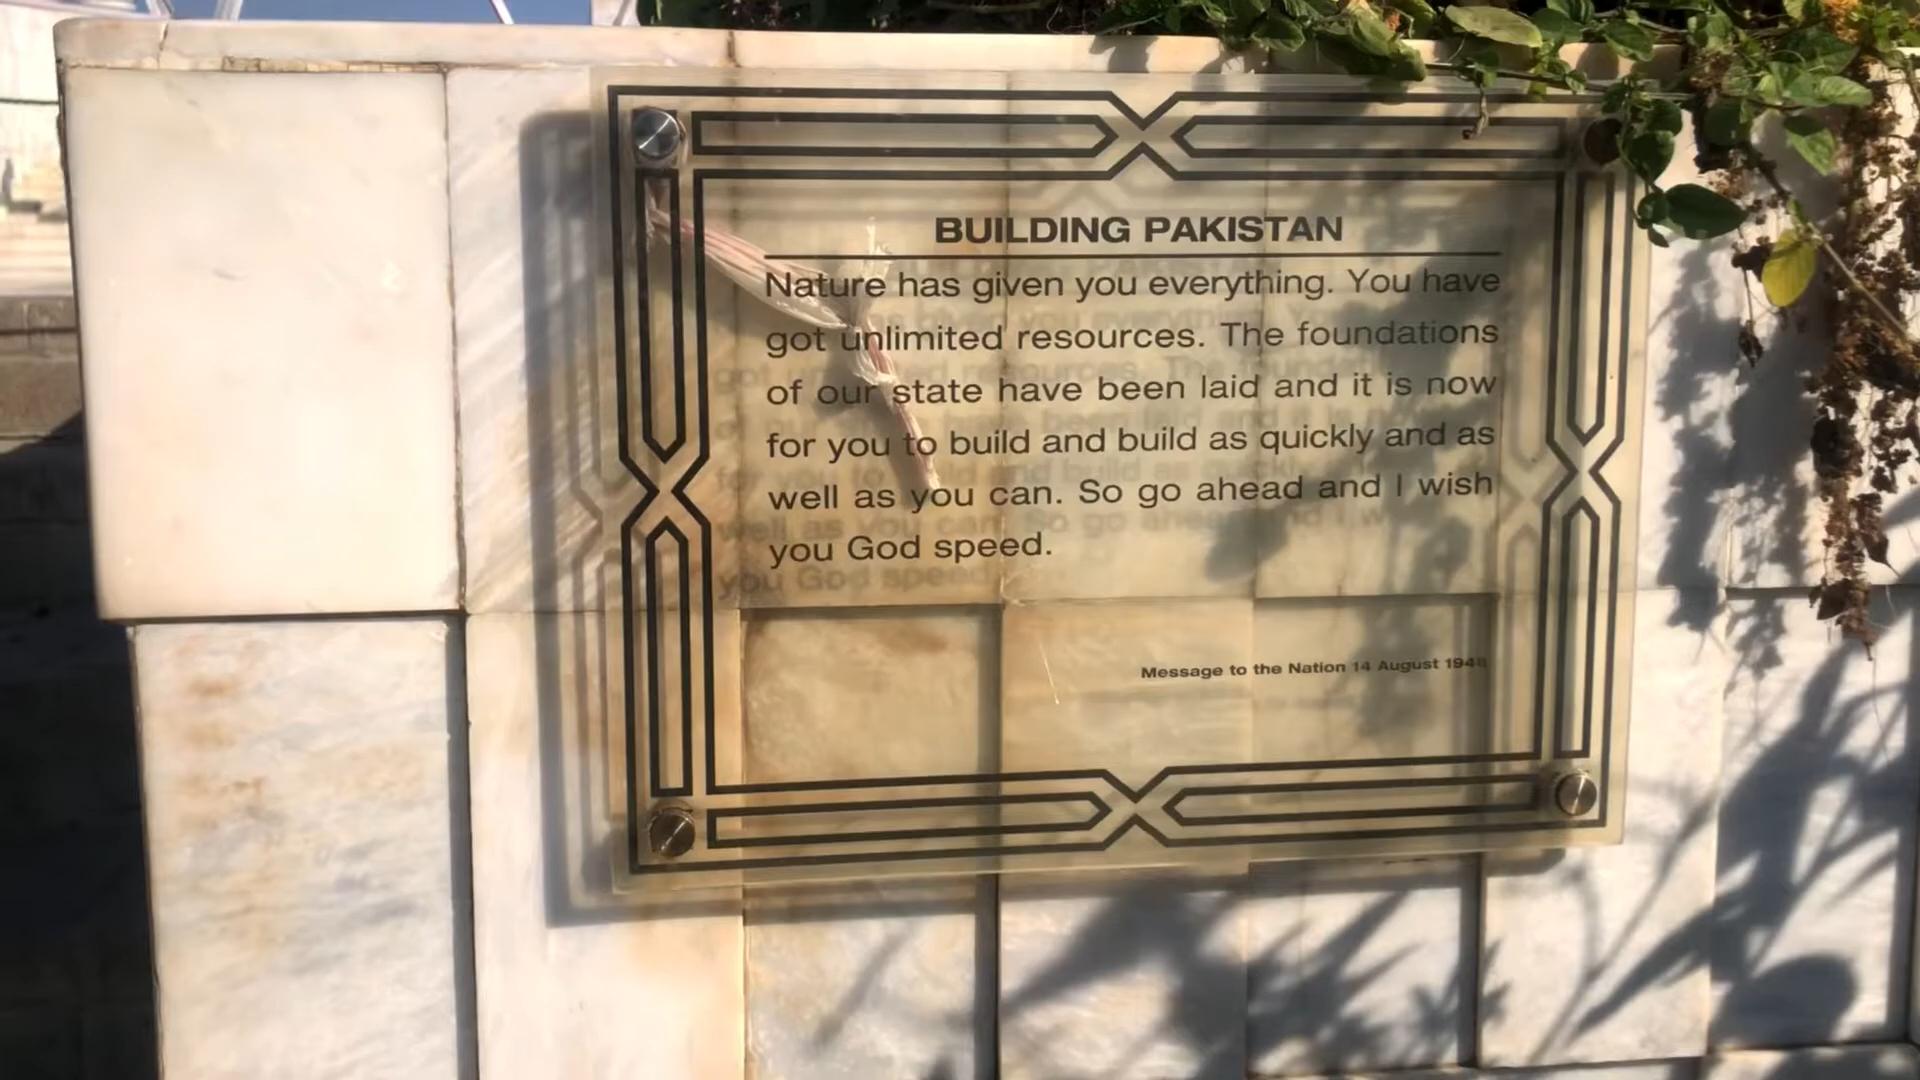 BUILDING PAKISTAN
Nature has given you everything. You have
got unlimited resources. The foundations
of our state have been laid and it is now
for you to build and build as quickly and as
well as you can. So go ahead and I wish
you God speed.
Message to the Nation 14 August 1948